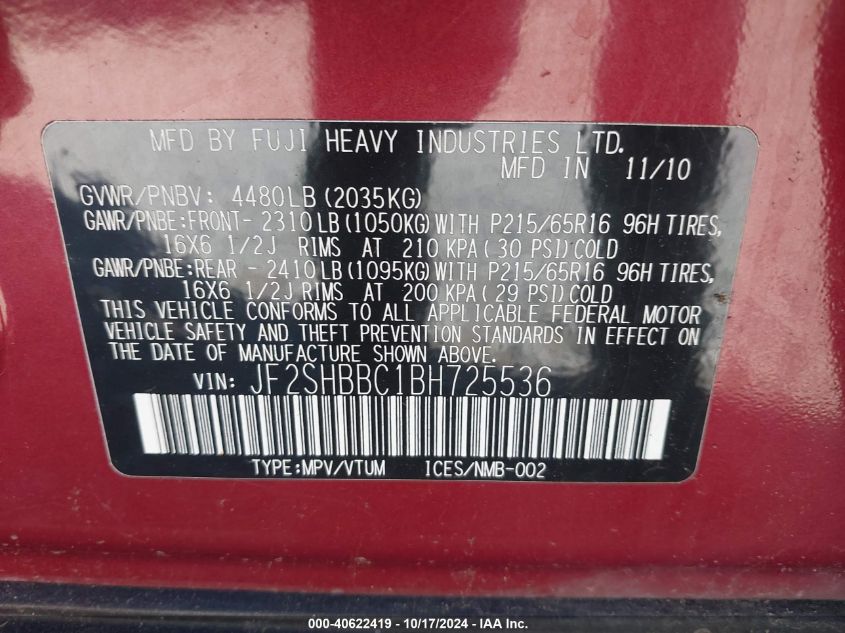 MFD BY FUJI HEAVY INDUSTRIES LTD.
MFD IN 11/10
GVWR/PNBV: 4480LB(2035KG)
GAWR/PNBE:FRONT- 2310LB(1050KG)WITH P215/65R16 96H TIRES,
16X6 1/2J RIMS AT 210 KPA(30 PSI)COLD
GAWR/PNBE:REAR - 2410LB(1095KG)WITH P215/65R16 96H TIRES,
16X6 1/2J RIMS AT 200 KPA(29 PSI)COLD
THIS VEHICLE CONFORMS TO ALL APPLICABLE FEDERAL MOTOR
VEHICLE SAFETY AND THEFT PREVENTION STANDARDS IN EFFECT ON
THE DATE OF MANUFACTURE SHOWN ABOVE.
VIN: JF2SHBBC1BH725536
TYPE:MPV/VTUM ICES/NMB-002
000-40622419 - 10/17/2024 - IAA, Inc.